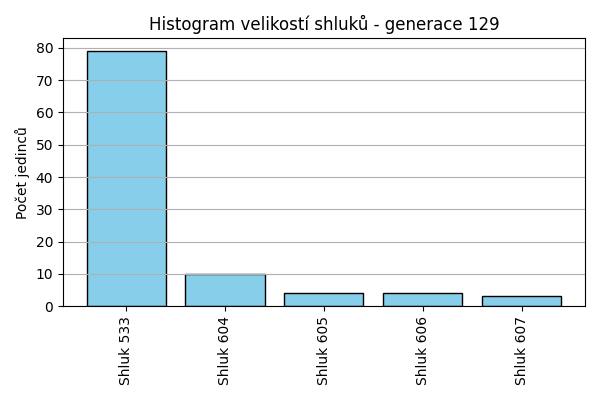 Histogram velikostí shluků - generace 129
Počet jedinců
80
70
60
50
40
30
20
10
0
Shluk 533
Shluk 604
Shluk 605
Shluk 606
Shluk 607